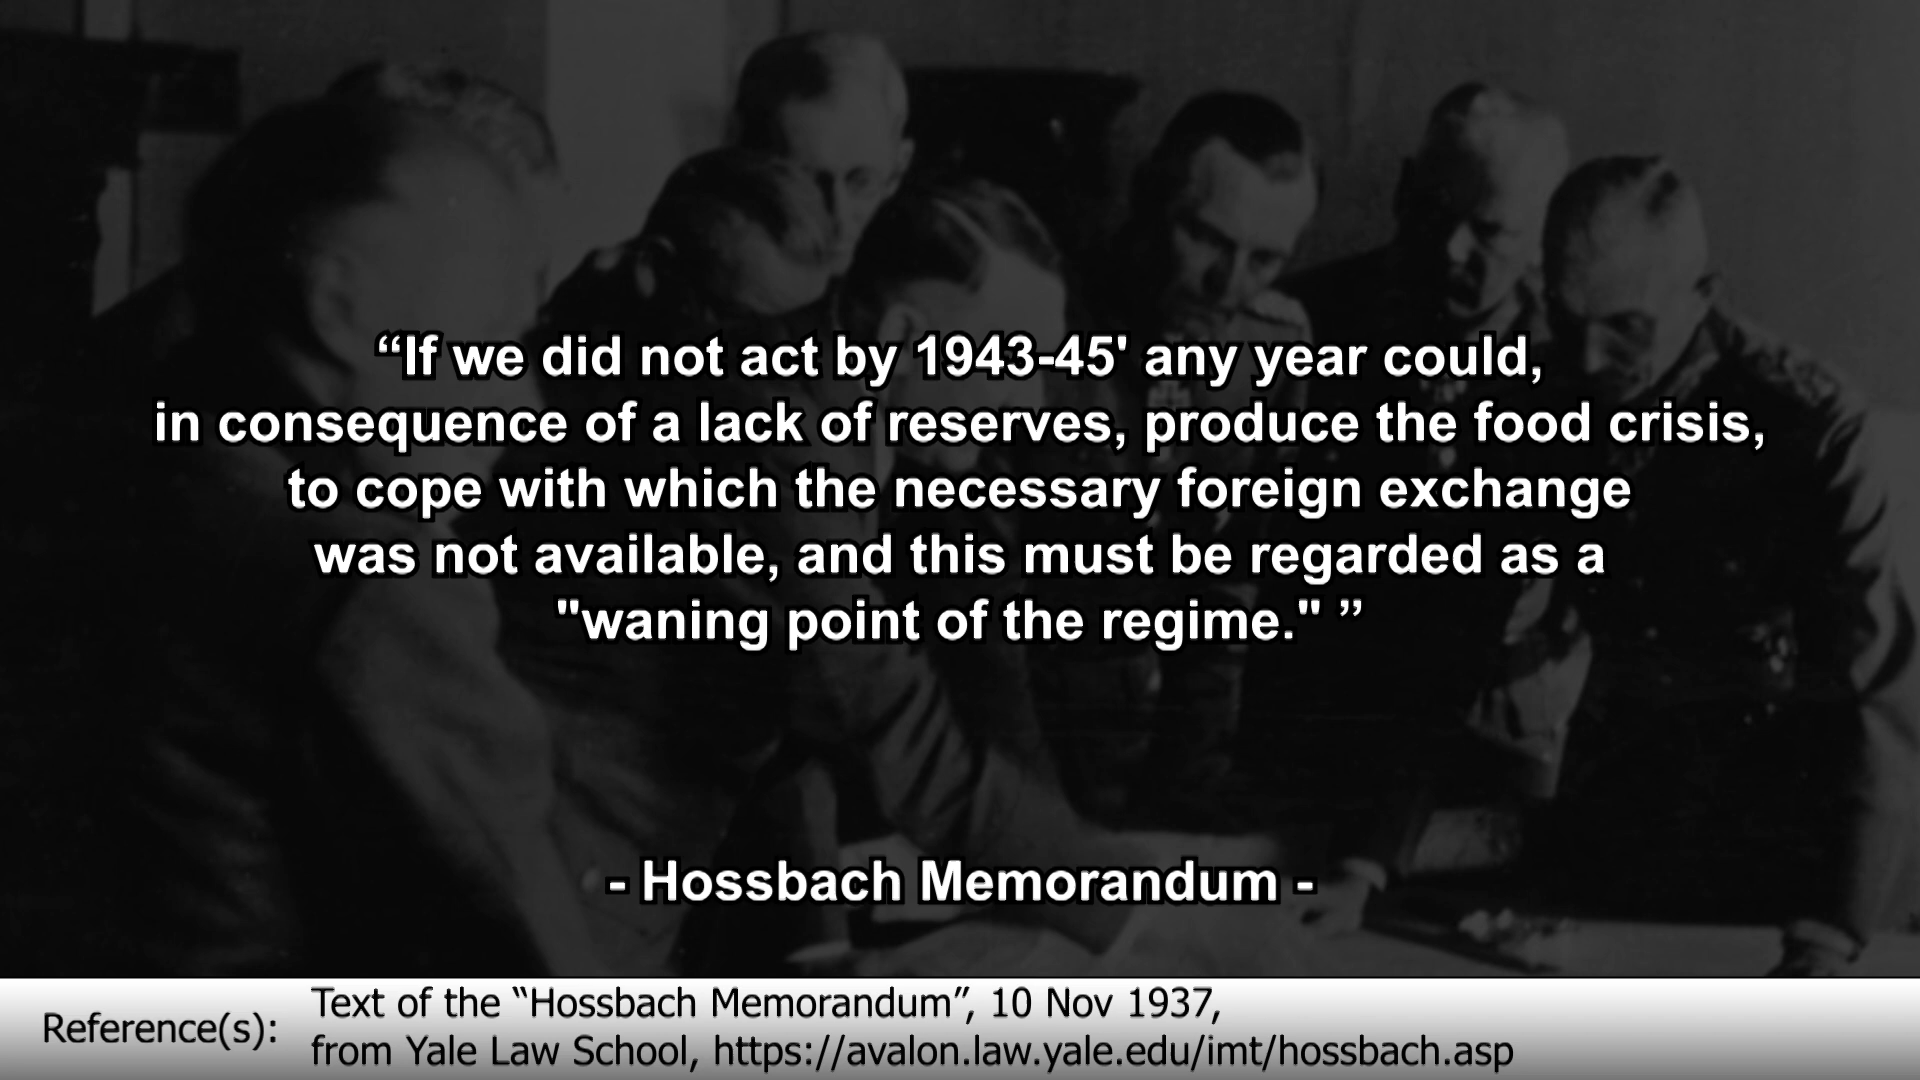 “If we did not act by 1943-45' any year could,
in consequence of a lack of reserves, produce the food crisis,
to cope with which the necessary foreign exchange
was not available, and this must be regarded as a
"waning point of the regime." ”
- Hossbach Memorandum -
Reference(s):
Text of the “Hossbach Memorandum”, 10 Nov 1937,
from Yale Law School, https://avalon.law.yale.edu/imt/hossbach.asp